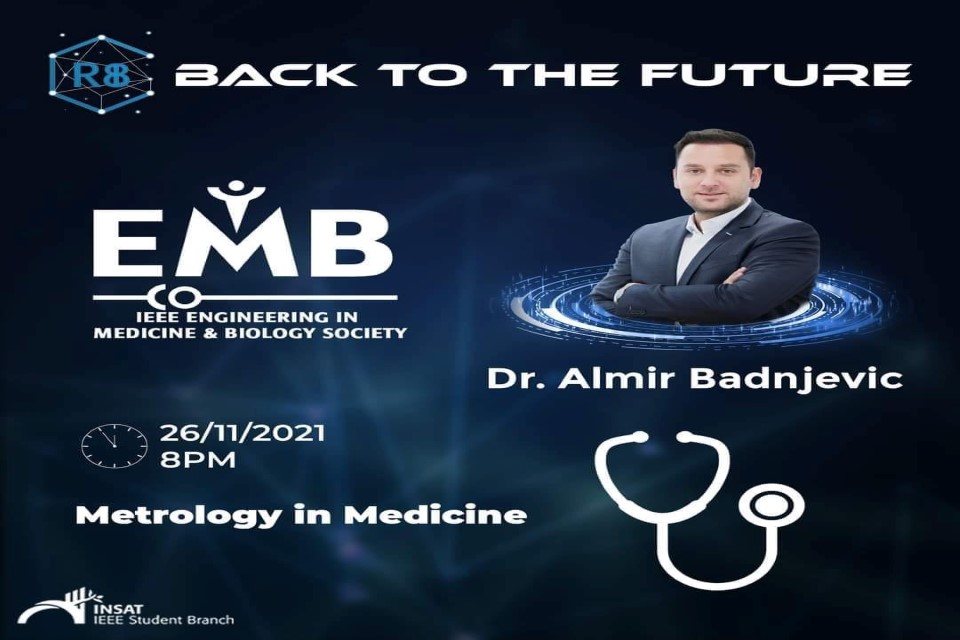 R8
BACK TO THE FUTURE
EMB
IEEE ENGINEERING IN
MEDICINE & BIOLOGY SOCIETY
Dr. Almir Badnjevic
26/11/2021
8PM
Metrology in Medicine
INSAT
IEEE Student Branch